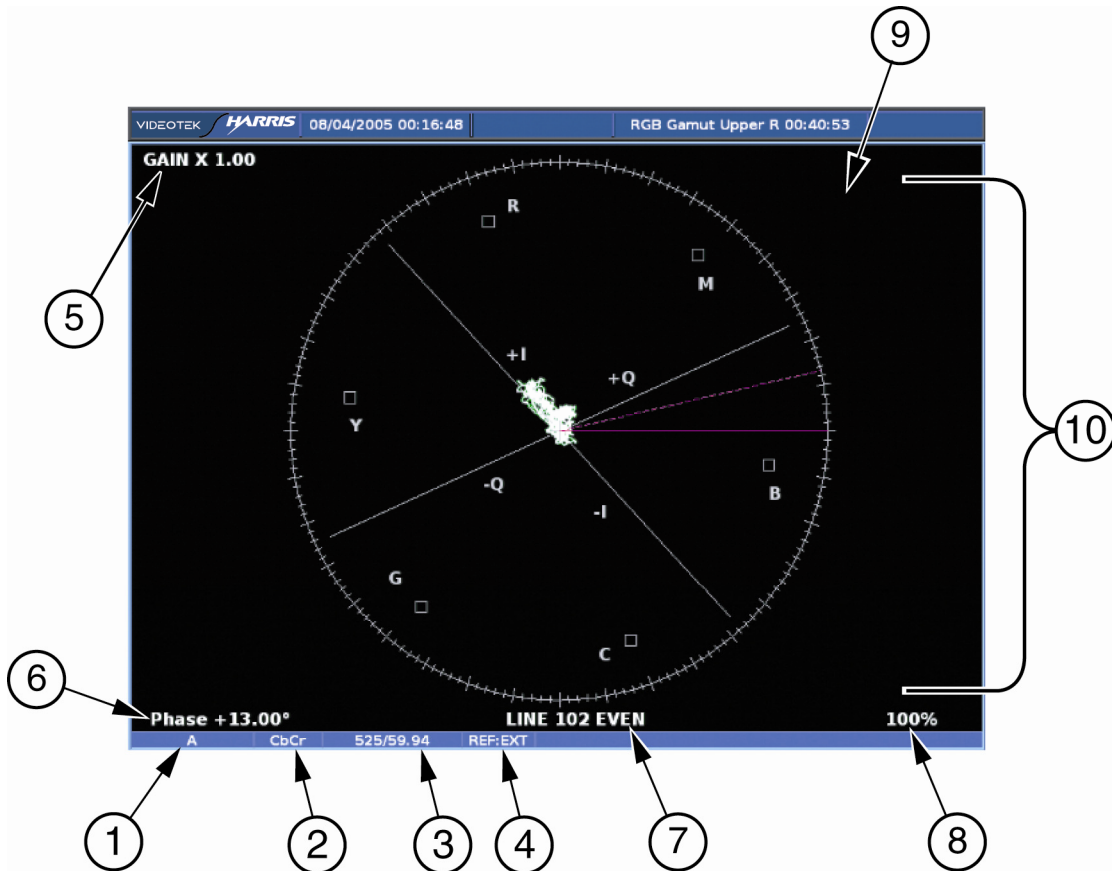 9
VIDEOTEK HARRIS 08/04/2005 00:16:48 RGB Gamut Upper R 00:40:53
GAIN X 1.00
R
M
5
+I
+Q
Y
10
B
-Q
-I
G
C
6
Phase +13.00° LINE 102 EVEN 100%
A CbCr 525/59.94 REF:EXT
1 2 3 4 7 8